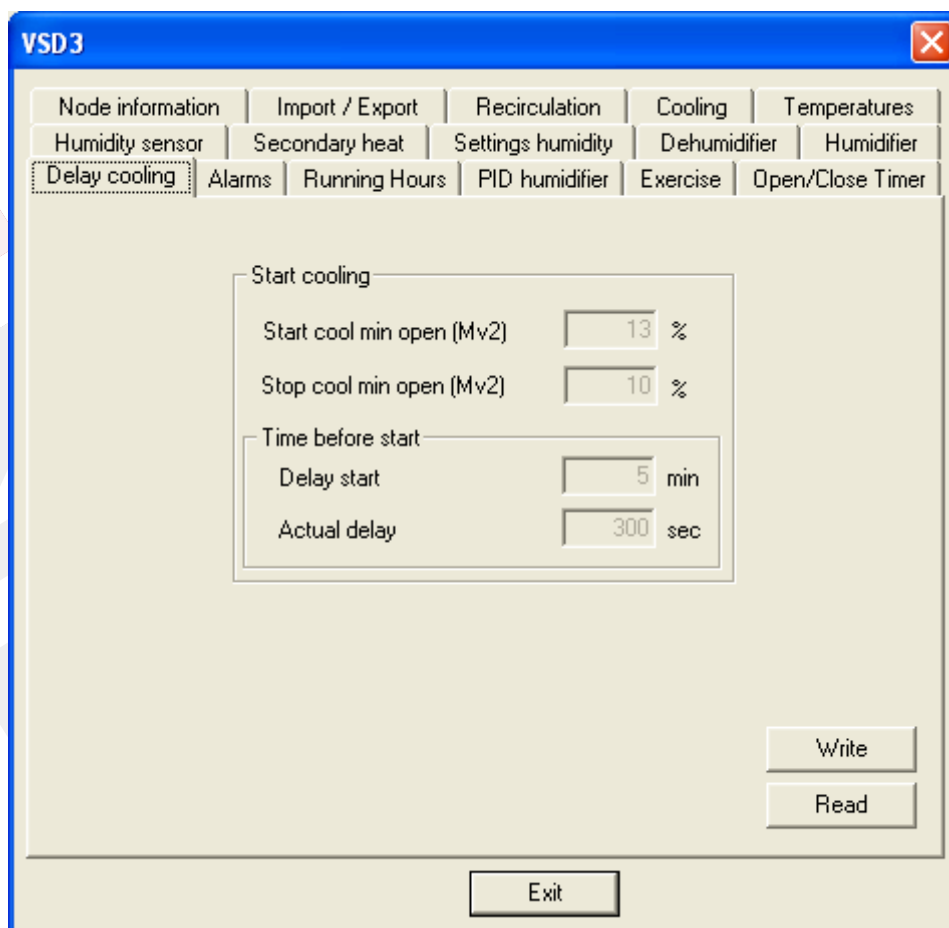 VSD3
Node information Import / Export Recirculation Cooling Temperatures
Humidity sensor Secondary heat Settings humidity Dehumidifier Humidifier
Delay cooling Alarms Running Hours PID humidifier Exercise Open/Close Timer
Start cooling
Start cool min open (Mv2) 13 %
Stop cool min open (Mv2) 10 %
Time before start
Delay start 5 min
Actual delay 300 sec
Write
Read
Exit